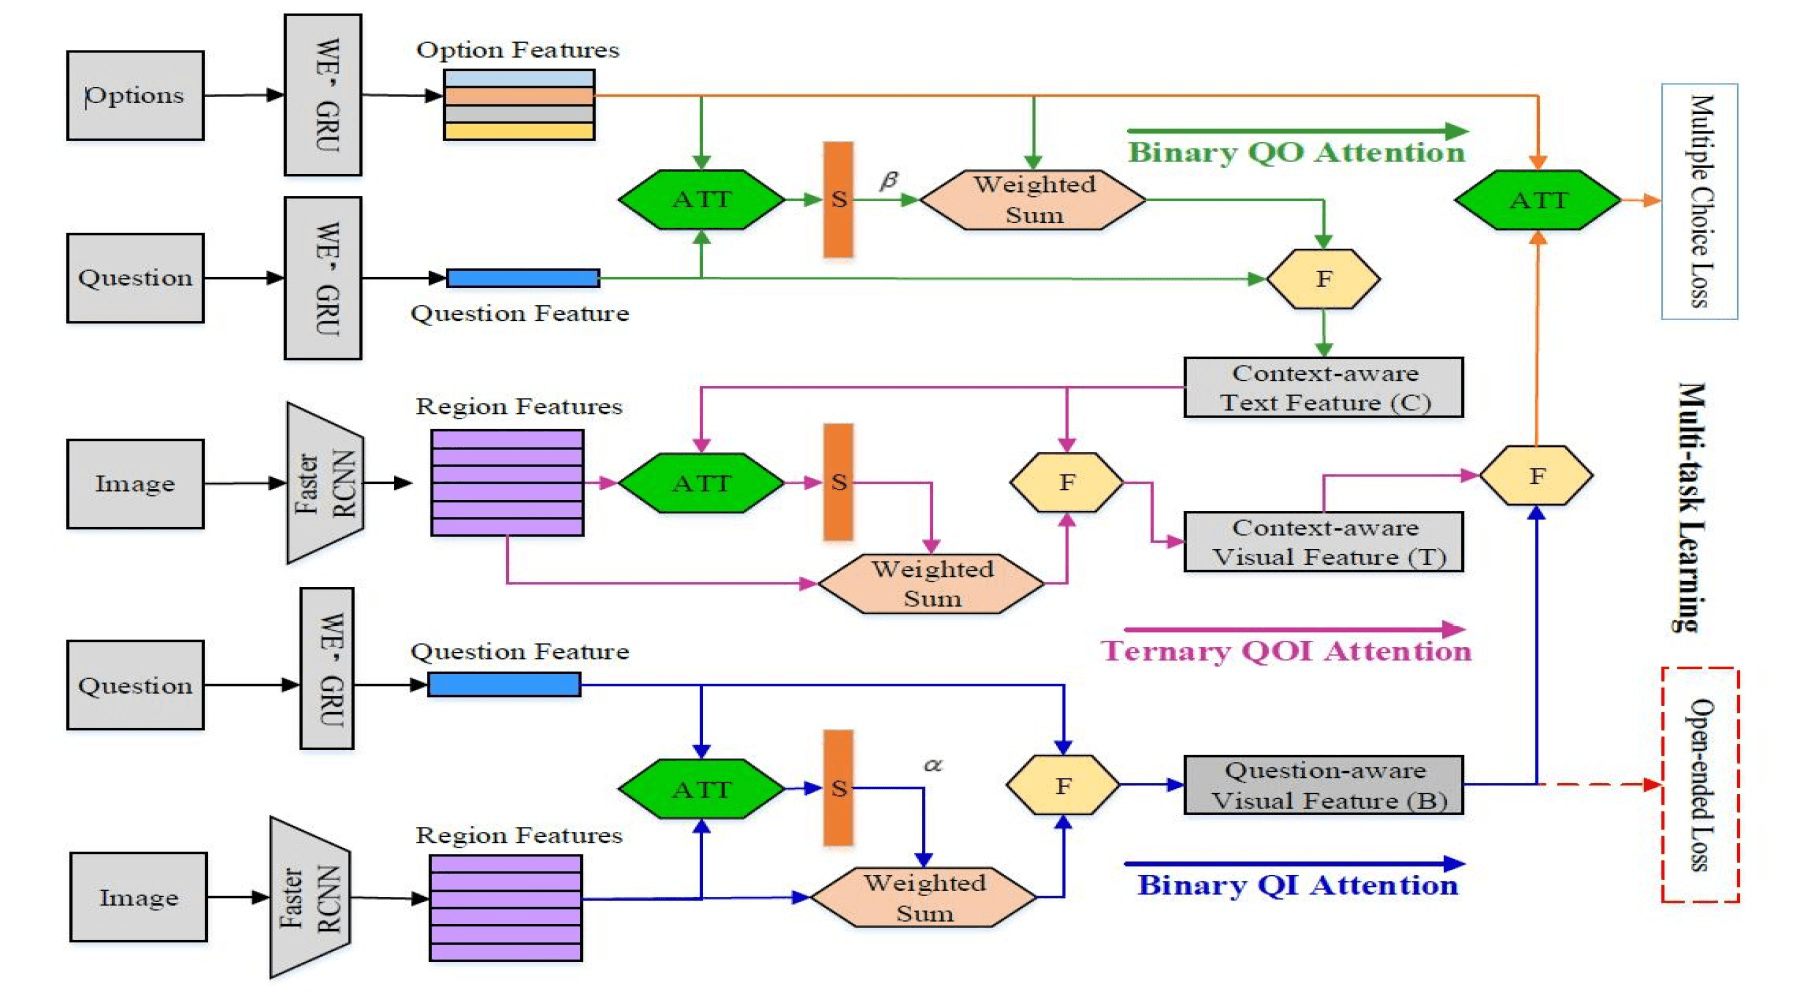 Option Features
Options
WE+ GRU
Binary QO Attention
ATT
S
β
Weighted
Sum
ATT
Multiple Choice Loss
Question
WE+ GRU
Question Feature
F
Context-aware
Text Feature (C)
Region Features
Image
Faster
RCNN
ATT
S
F
F
Context-aware
Visual Feature (T)
Weighted
Sum
Multi-task Learning
Ternary QOI Attention
Question
WE+ GRU
Question Feature
ATT
S
α
F
Question-aware
Visual Feature (B)
Open-ended Loss
Region Features
Image
Faster
RCNN
Weighted
Sum
Binary QI Attention